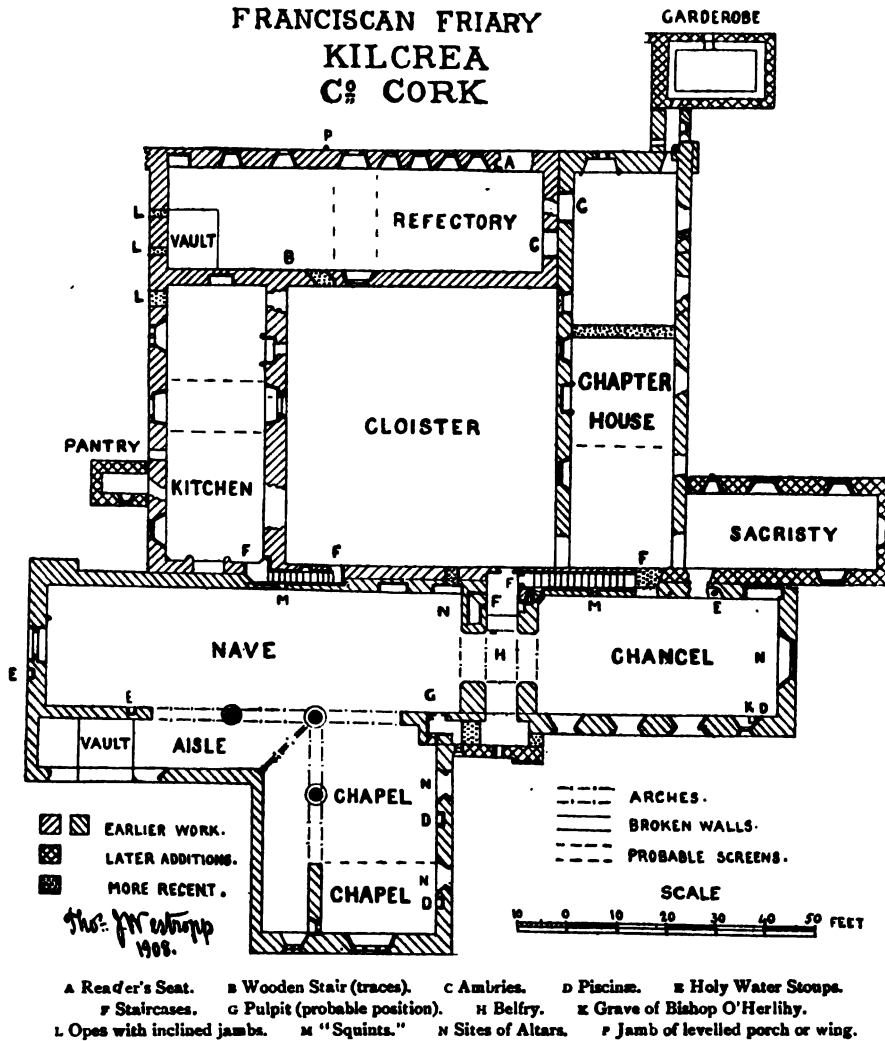 FRANCISCAN FRIARY
KILCREA
Co CORK
GARDEROBE
P
A
L
REFECTORY
C
C
L
VAULT
B
L
CHAPTER
HOUSE
CLOISTER
PANTRY
KITCHEN
SACRISTY
F
F
F
F
M
N
F
M
E
NAVE
H
CHANCEL
N
E
E
G
K D
VAULT
AISLE
CHAPEL
N
D
CHAPEL
N
D
EARLIER WORK.
LATER ADDITIONS.
MORE RECENT.
ARCHES.
BROKEN WALLS.
PROBABLE SCREENS.
SCALE
10 0 10 20 30 40 50 FEET
Thos. J Westropp
1908.
A Reader's Seat. B Wooden Stair (traces). C Ambries. D Piscinæ. E Holy Water Stoups.
F Staircases. G Pulpit (probable position). H Belfry. K Grave of Bishop O'Herlihy.
L Opes with inclined jambs. M "Squints." N Sites of Altars. P Jamb of levelled porch or wing.